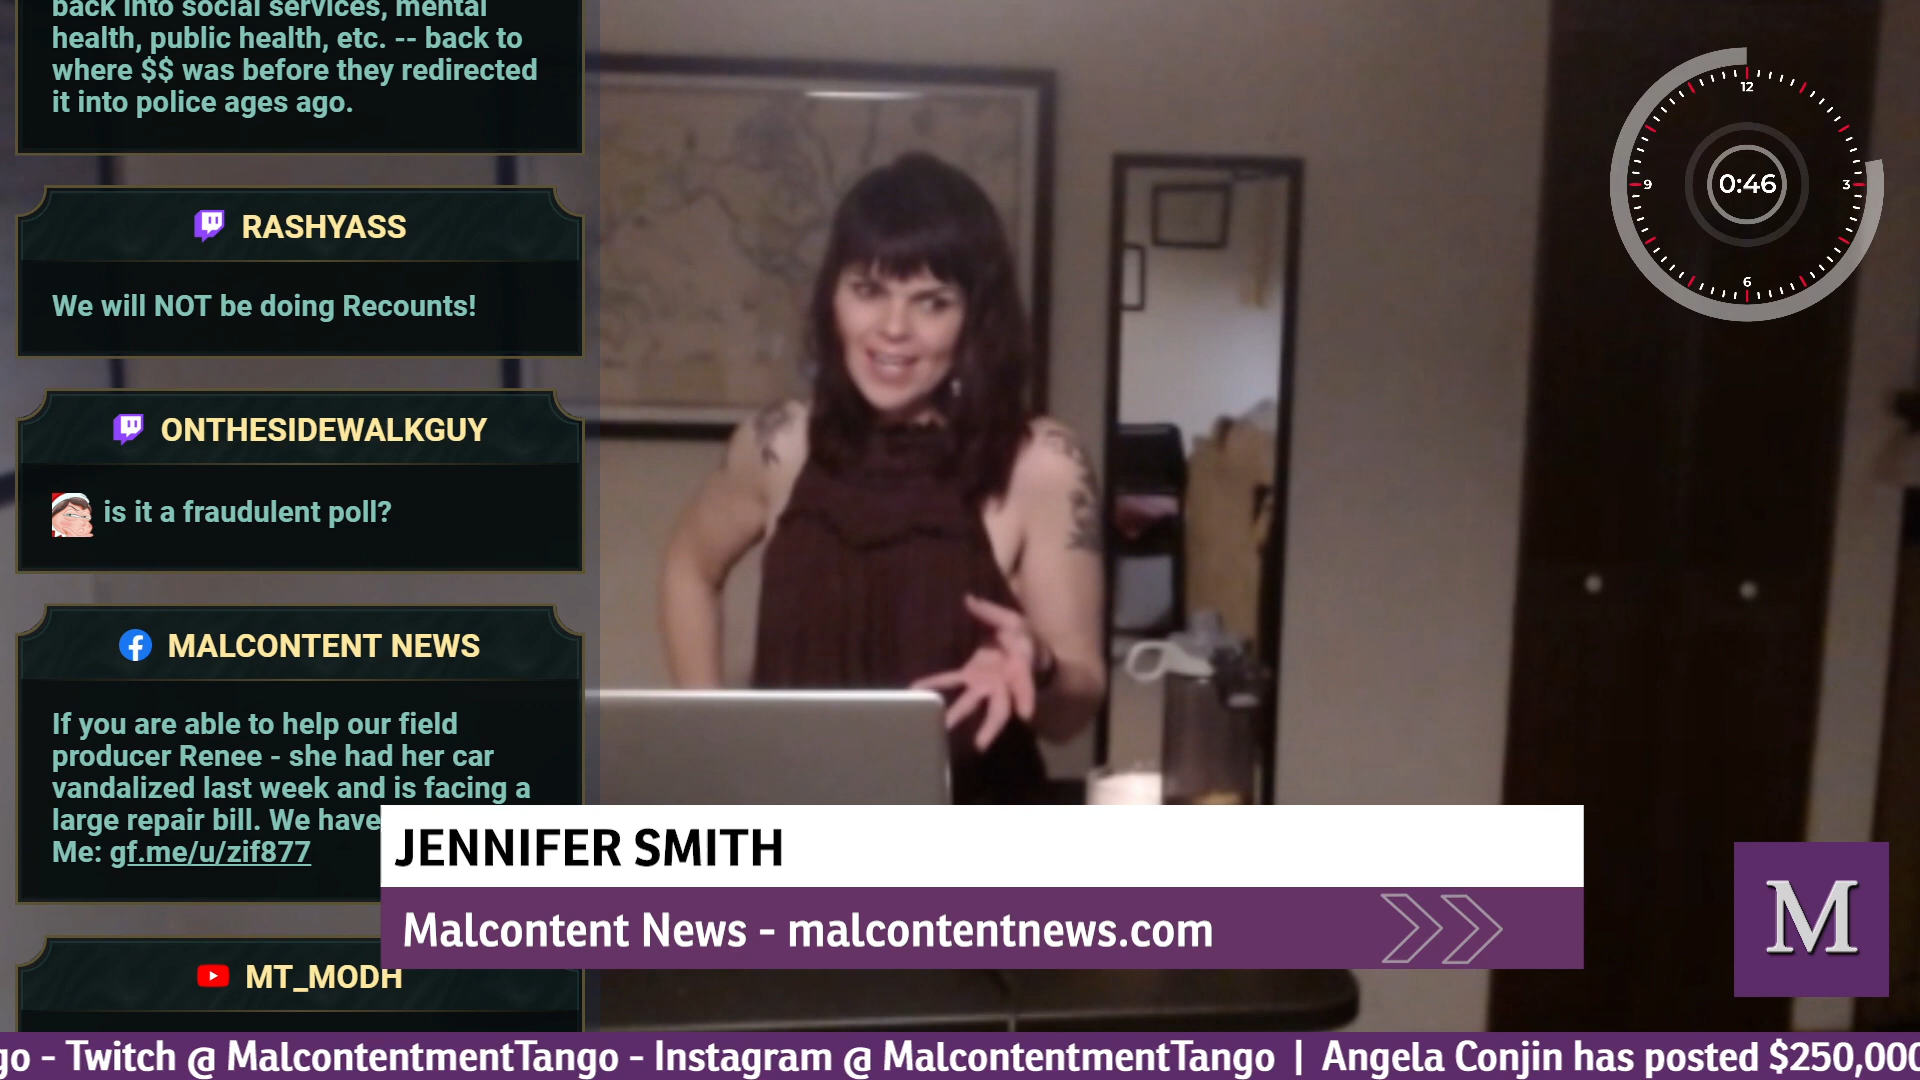 back into social services, mental
health, public health, etc. -- back to
where $$ was before they redirected
it into police ages ago.
RASHYASS
We will NOT be doing Recounts!
ONTHESIDEWALKGUY
is it a fraudulent poll?
MALCONTENT NEWS
If you are able to help our field
producer Renee - she had her car
vandalized last week and is facing a
large repair bill. We have
Me: gf.me/u/zif877
MT_MODH
12
3
6
9
0:46
JENNIFER SMITH
Malcontent News - malcontentnews.com
M
go - Twitch @ MalcontentmentTango - Instagram @ MalcontentmentTango | Angela Conjin has posted $250,000